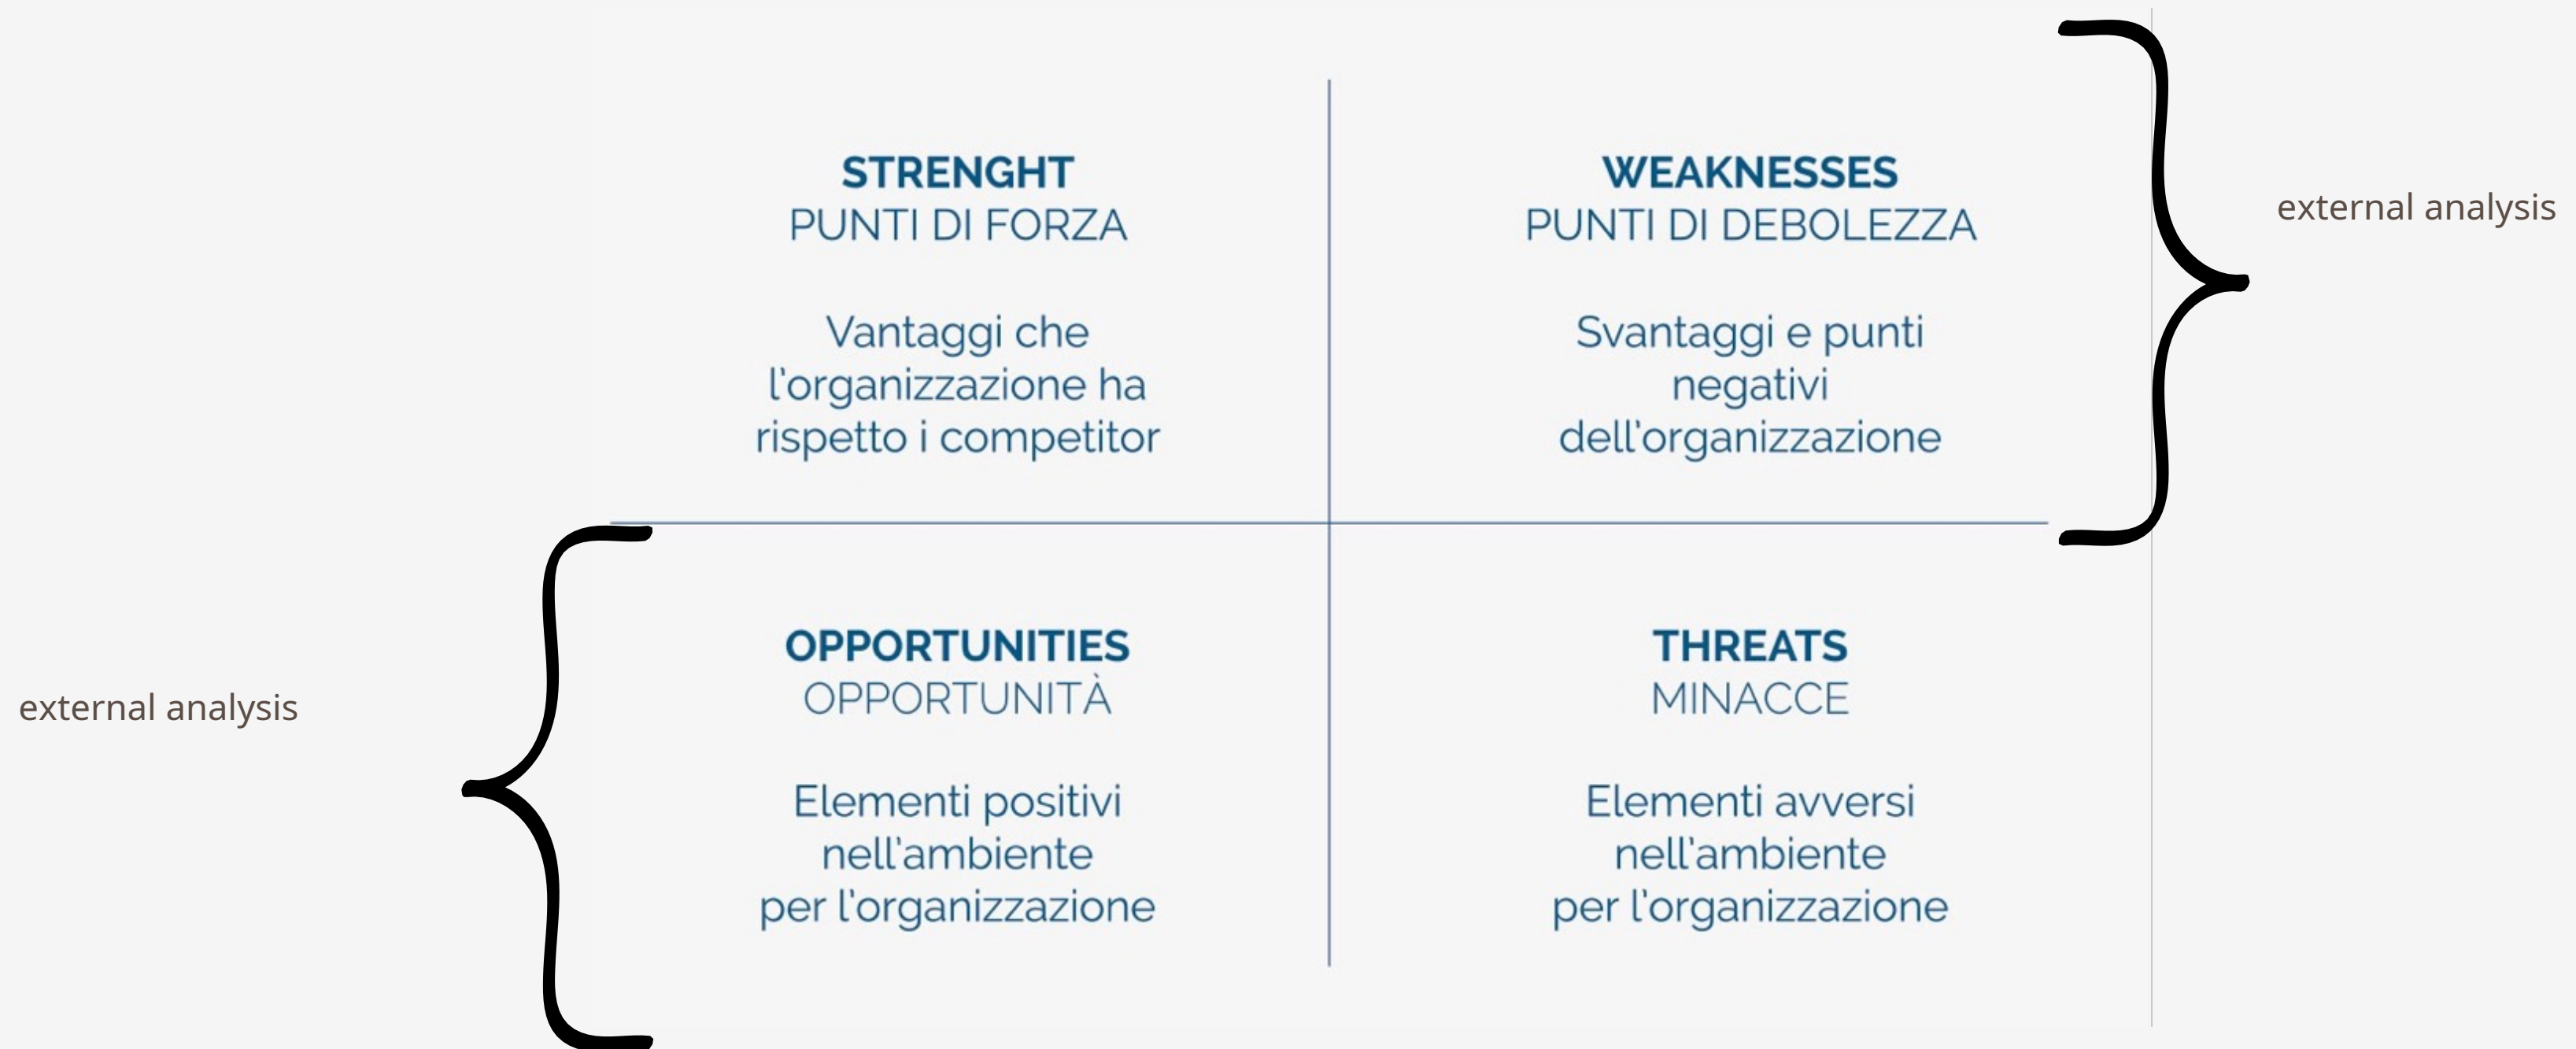 STRENGHT
PUNTI DI FORZA
Vantaggi che
l'organizzazione ha
rispetto i competitor
WEAKNESSES
PUNTI DI DEBOLEZZA
Svantaggi e punti
negativi
dell'organizzazione
external analysis
external analysis
OPPORTUNITIES
OPPORTUNITÀ
Elementi positivi
nell'ambiente
per l'organizzazione
THREATS
MINACCE
Elementi avversi
nell'ambiente
per l'organizzazione